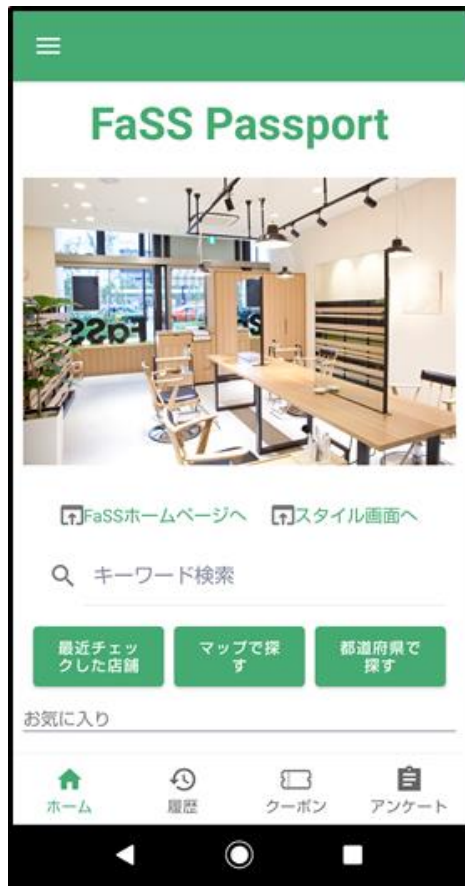 FaSS Passport
FaSS
FaSSホームページへ
スタイル画面へ
キーワード検索
最近チェッ
クした店舗
マップで探
す
都道府県で
探す
お気に入り
ホーム
履歴
クーポン
アンケート